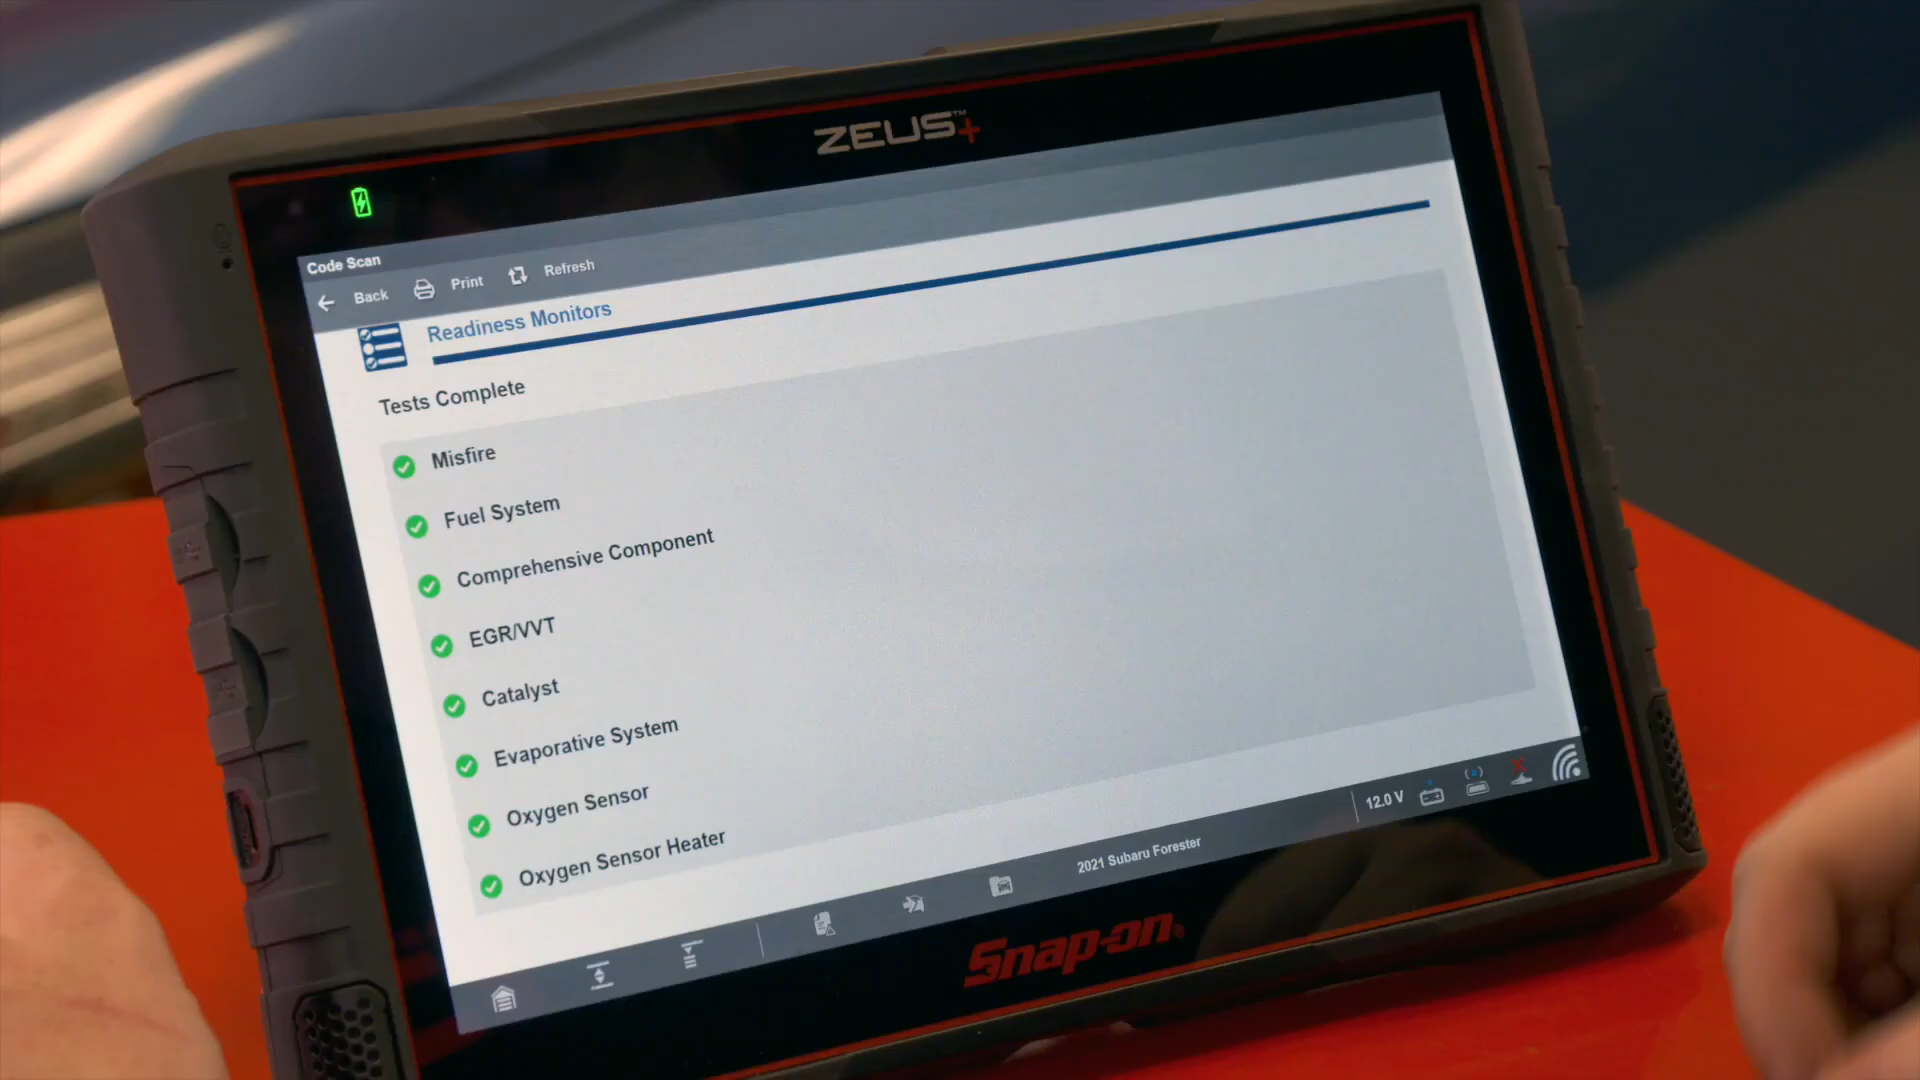 ZEUS™+
Code Scan
Back Print Refresh
Readiness Monitors
Tests Complete
Misfire
Fuel System
Comprehensive Component
EGR/VVT
Catalyst
Evaporative System
Oxygen Sensor
Oxygen Sensor Heater
2021 Subaru Forester
12.0 V
Snap-on